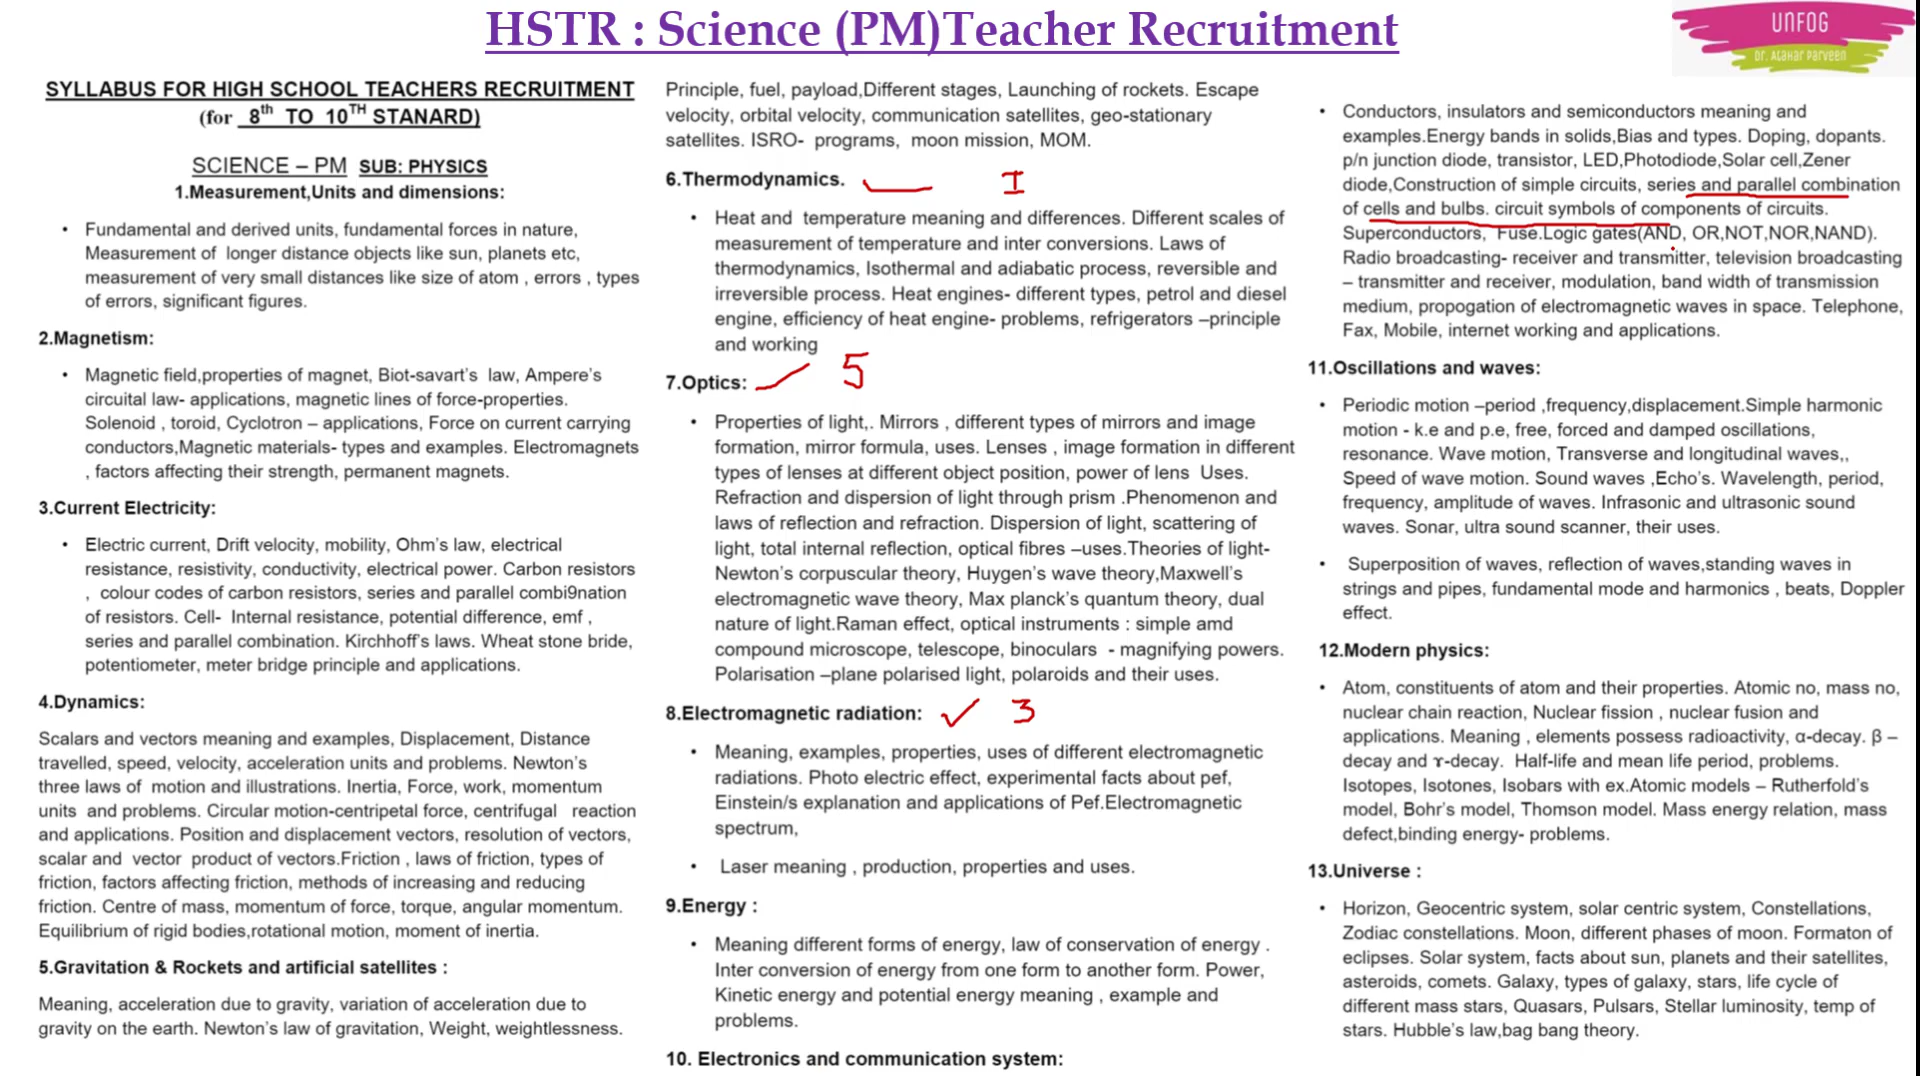 HSTR : Science (PM)Teacher Recruitment
UNFOG
Dr. Atahar Parveen
SYLLABUS FOR HIGH SCHOOL TEACHERS RECRUITMENT
(for 8th TO 10TH STANARD)
SCIENCE – PM SUB: PHYSICS
1.Measurement,Units and dimensions:
• Fundamental and derived units, fundamental forces in nature,
Measurement of longer distance objects like sun, planets etc,
measurement of very small distances like size of atom , errors , types
of errors, significant figures.
2.Magnetism:
• Magnetic field,properties of magnet, Biot-savart's law, Ampere's
circuital law- applications, magnetic lines of force-properties.
Solenoid , toroid, Cyclotron – applications, Force on current carrying
conductors,Magnetic materials- types and examples. Electromagnets
, factors affecting their strength, permanent magnets.
3.Current Electricity:
• Electric current, Drift velocity, mobility, Ohm's law, electrical
resistance, resistivity, conductivity, electrical power. Carbon resistors
, colour codes of carbon resistors, series and parallel combi9nation
of resistors. Cell- Internal resistance, potential difference, emf ,
series and parallel combination. Kirchhoff's laws. Wheat stone bride,
potentiometer, meter bridge principle and applications.
4.Dynamics:
Scalars and vectors meaning and examples, Displacement, Distance
travelled, speed, velocity, acceleration units and problems. Newton's
three laws of motion and illustrations. Inertia, Force, work, momentum
units and problems. Circular motion-centripetal force, centrifugal reaction
and applications. Position and displacement vectors, resolution of vectors,
scalar and vector product of vectors.Friction , laws of friction, types of
friction, factors affecting friction, methods of increasing and reducing
friction. Centre of mass, momentum of force, torque, angular momentum.
Equilibrium of rigid bodies,rotational motion, moment of inertia.
5.Gravitation & Rockets and artificial satellites :
Meaning, acceleration due to gravity, variation of acceleration due to
gravity on the earth. Newton's law of gravitation, Weight, weightlessness.
Principle, fuel, payload,Different stages, Launching of rockets. Escape
velocity, orbital velocity, communication satellites, geo-stationary
satellites. ISRO- programs, moon mission, MOM.
6.Thermodynamics. I
• Heat and temperature meaning and differences. Different scales of
measurement of temperature and inter conversions. Laws of
thermodynamics, Isothermal and adiabatic process, reversible and
irreversible process. Heat engines- different types, petrol and diesel
engine, efficiency of heat engine- problems, refrigerators –principle
and working
7.Optics: 5
• Properties of light,. Mirrors , different types of mirrors and image
formation, mirror formula, uses. Lenses , image formation in different
types of lenses at different object position, power of lens Uses.
Refraction and dispersion of light through prism .Phenomenon and
laws of reflection and refraction. Dispersion of light, scattering of
light, total internal reflection, optical fibres –uses.Theories of light-
Newton's corpuscular theory, Huygen's wave theory,Maxwell's
electromagnetic wave theory, Max planck's quantum theory, dual
nature of light.Raman effect, optical instruments : simple amd
compound microscope, telescope, binoculars - magnifying powers.
Polarisation –plane polarised light, polaroids and their uses.
8.Electromagnetic radiation: ✓ 3
• Meaning, examples, properties, uses of different electromagnetic
radiations. Photo electric effect, experimental facts about pef,
Einstein/s explanation and applications of Pef.Electromagnetic
spectrum,
• Laser meaning , production, properties and uses.
9.Energy :
• Meaning different forms of energy, law of conservation of energy .
Inter conversion of energy from one form to another form. Power,
Kinetic energy and potential energy meaning , example and
problems.
10. Electronics and communication system:
• Conductors, insulators and semiconductors meaning and
examples.Energy bands in solids,Bias and types. Doping, dopants.
p/n junction diode, transistor, LED,Photodiode,Solar cell,Zener
diode,Construction of simple circuits, series and parallel combination
of cells and bulbs. circuit symbols of components of circuits.
Superconductors, Fuse.Logic gates(AND, OR,NOT,NOR,NAND).
Radio broadcasting- receiver and transmitter, television broadcasting
– transmitter and receiver, modulation, band width of transmission
medium, propogation of electromagnetic waves in space. Telephone,
Fax, Mobile, internet working and applications.
11.Oscillations and waves:
• Periodic motion –period ,frequency,displacement.Simple harmonic
motion - k.e and p.e, free, forced and damped oscillations,
resonance. Wave motion, Transverse and longitudinal waves,,
Speed of wave motion. Sound waves ,Echo's. Wavelength, period,
frequency, amplitude of waves. Infrasonic and ultrasonic sound
waves. Sonar, ultra sound scanner, their uses.
• Superposition of waves, reflection of waves,standing waves in
strings and pipes, fundamental mode and harmonics , beats, Doppler
effect.
12.Modern physics:
• Atom, constituents of atom and their properties. Atomic no, mass no,
nuclear chain reaction, Nuclear fission , nuclear fusion and
applications. Meaning , elements possess radioactivity, α-decay. β –
decay and ɤ-decay. Half-life and mean life period, problems.
Isotopes, Isotones, Isobars with ex.Atomic models – Rutherfold's
model, Bohr's model, Thomson model. Mass energy relation, mass
defect,binding energy- problems.
13.Universe :
• Horizon, Geocentric system, solar centric system, Constellations,
Zodiac constellations. Moon, different phases of moon. Formaton of
eclipses. Solar system, facts about sun, planets and their satellites,
asteroids, comets. Galaxy, types of galaxy, stars, life cycle of
different mass stars, Quasars, Pulsars, Stellar luminosity, temp of
stars. Hubble's law,bag bang theory.